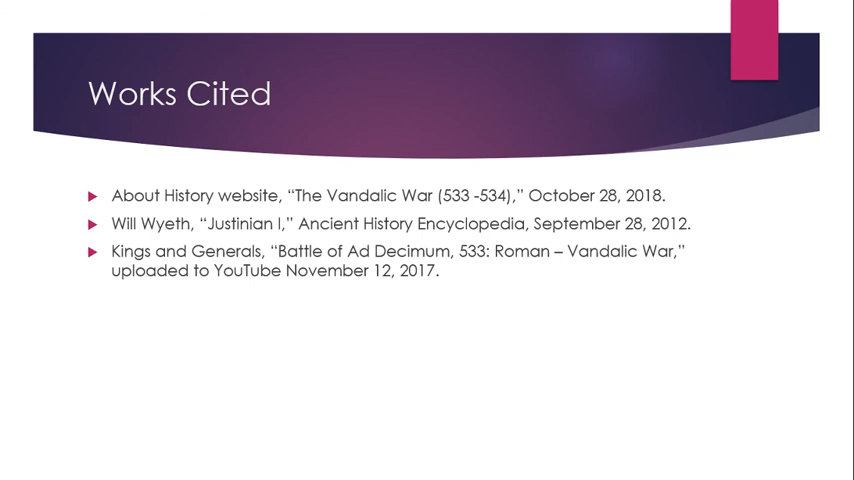 Works Cited
About History website, “The Vandalic War (533 -534),” October 28, 2018.
Will Wyeth, “Justinian I,” Ancient History Encyclopedia, September 28, 2012.
Kings and Generals, “Battle of Ad Decimum, 533: Roman – Vandalic War,”
uploaded to YouTube November 12, 2017.